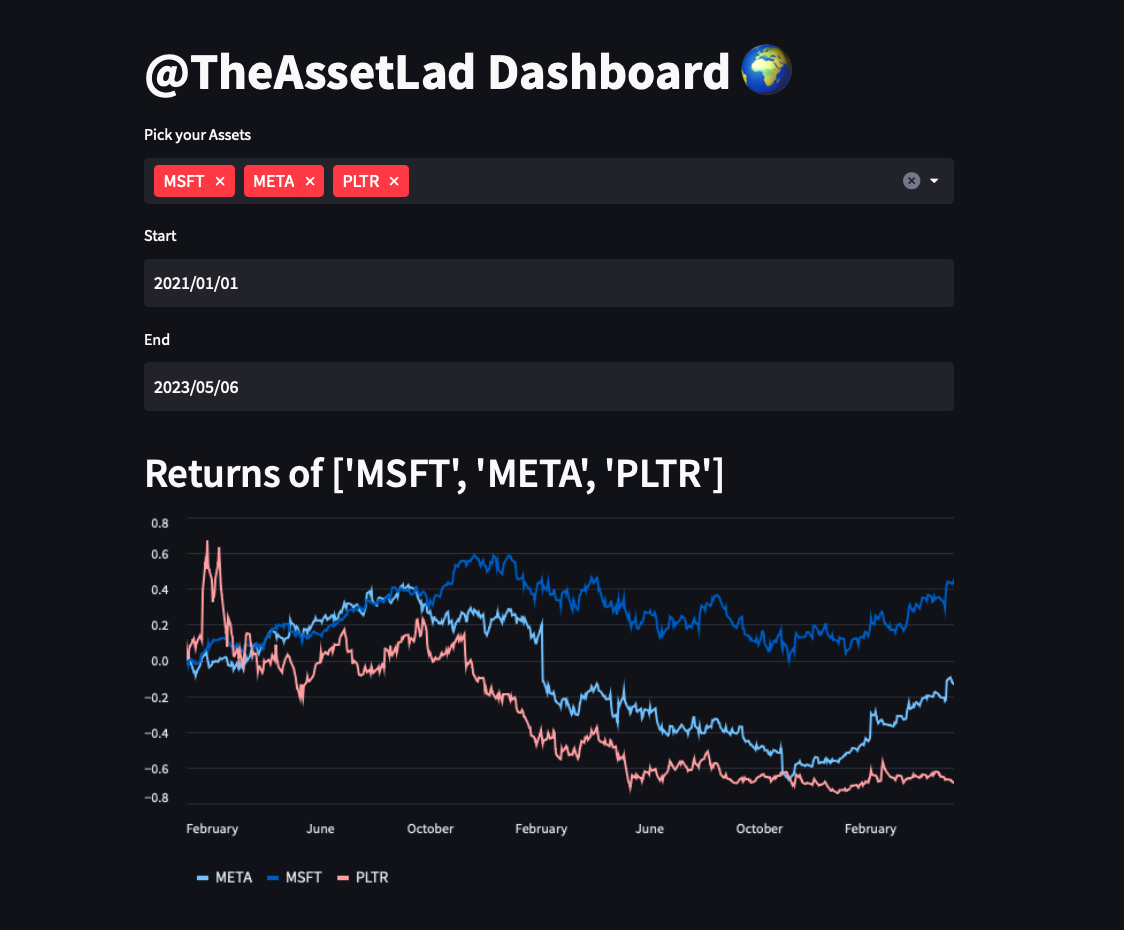 @TheAssetLad Dashboard
Pick your Assets
MSFT × META × PLTR ×
Start
2021/01/01
End
2023/05/06
Returns of ['MSFT', 'META', 'PLTR']
0.8
0.6
0.4
0.2
0.0
−0.2
−0.4
−0.6
−0.8
February June October February June October February
META MSFT PLTR